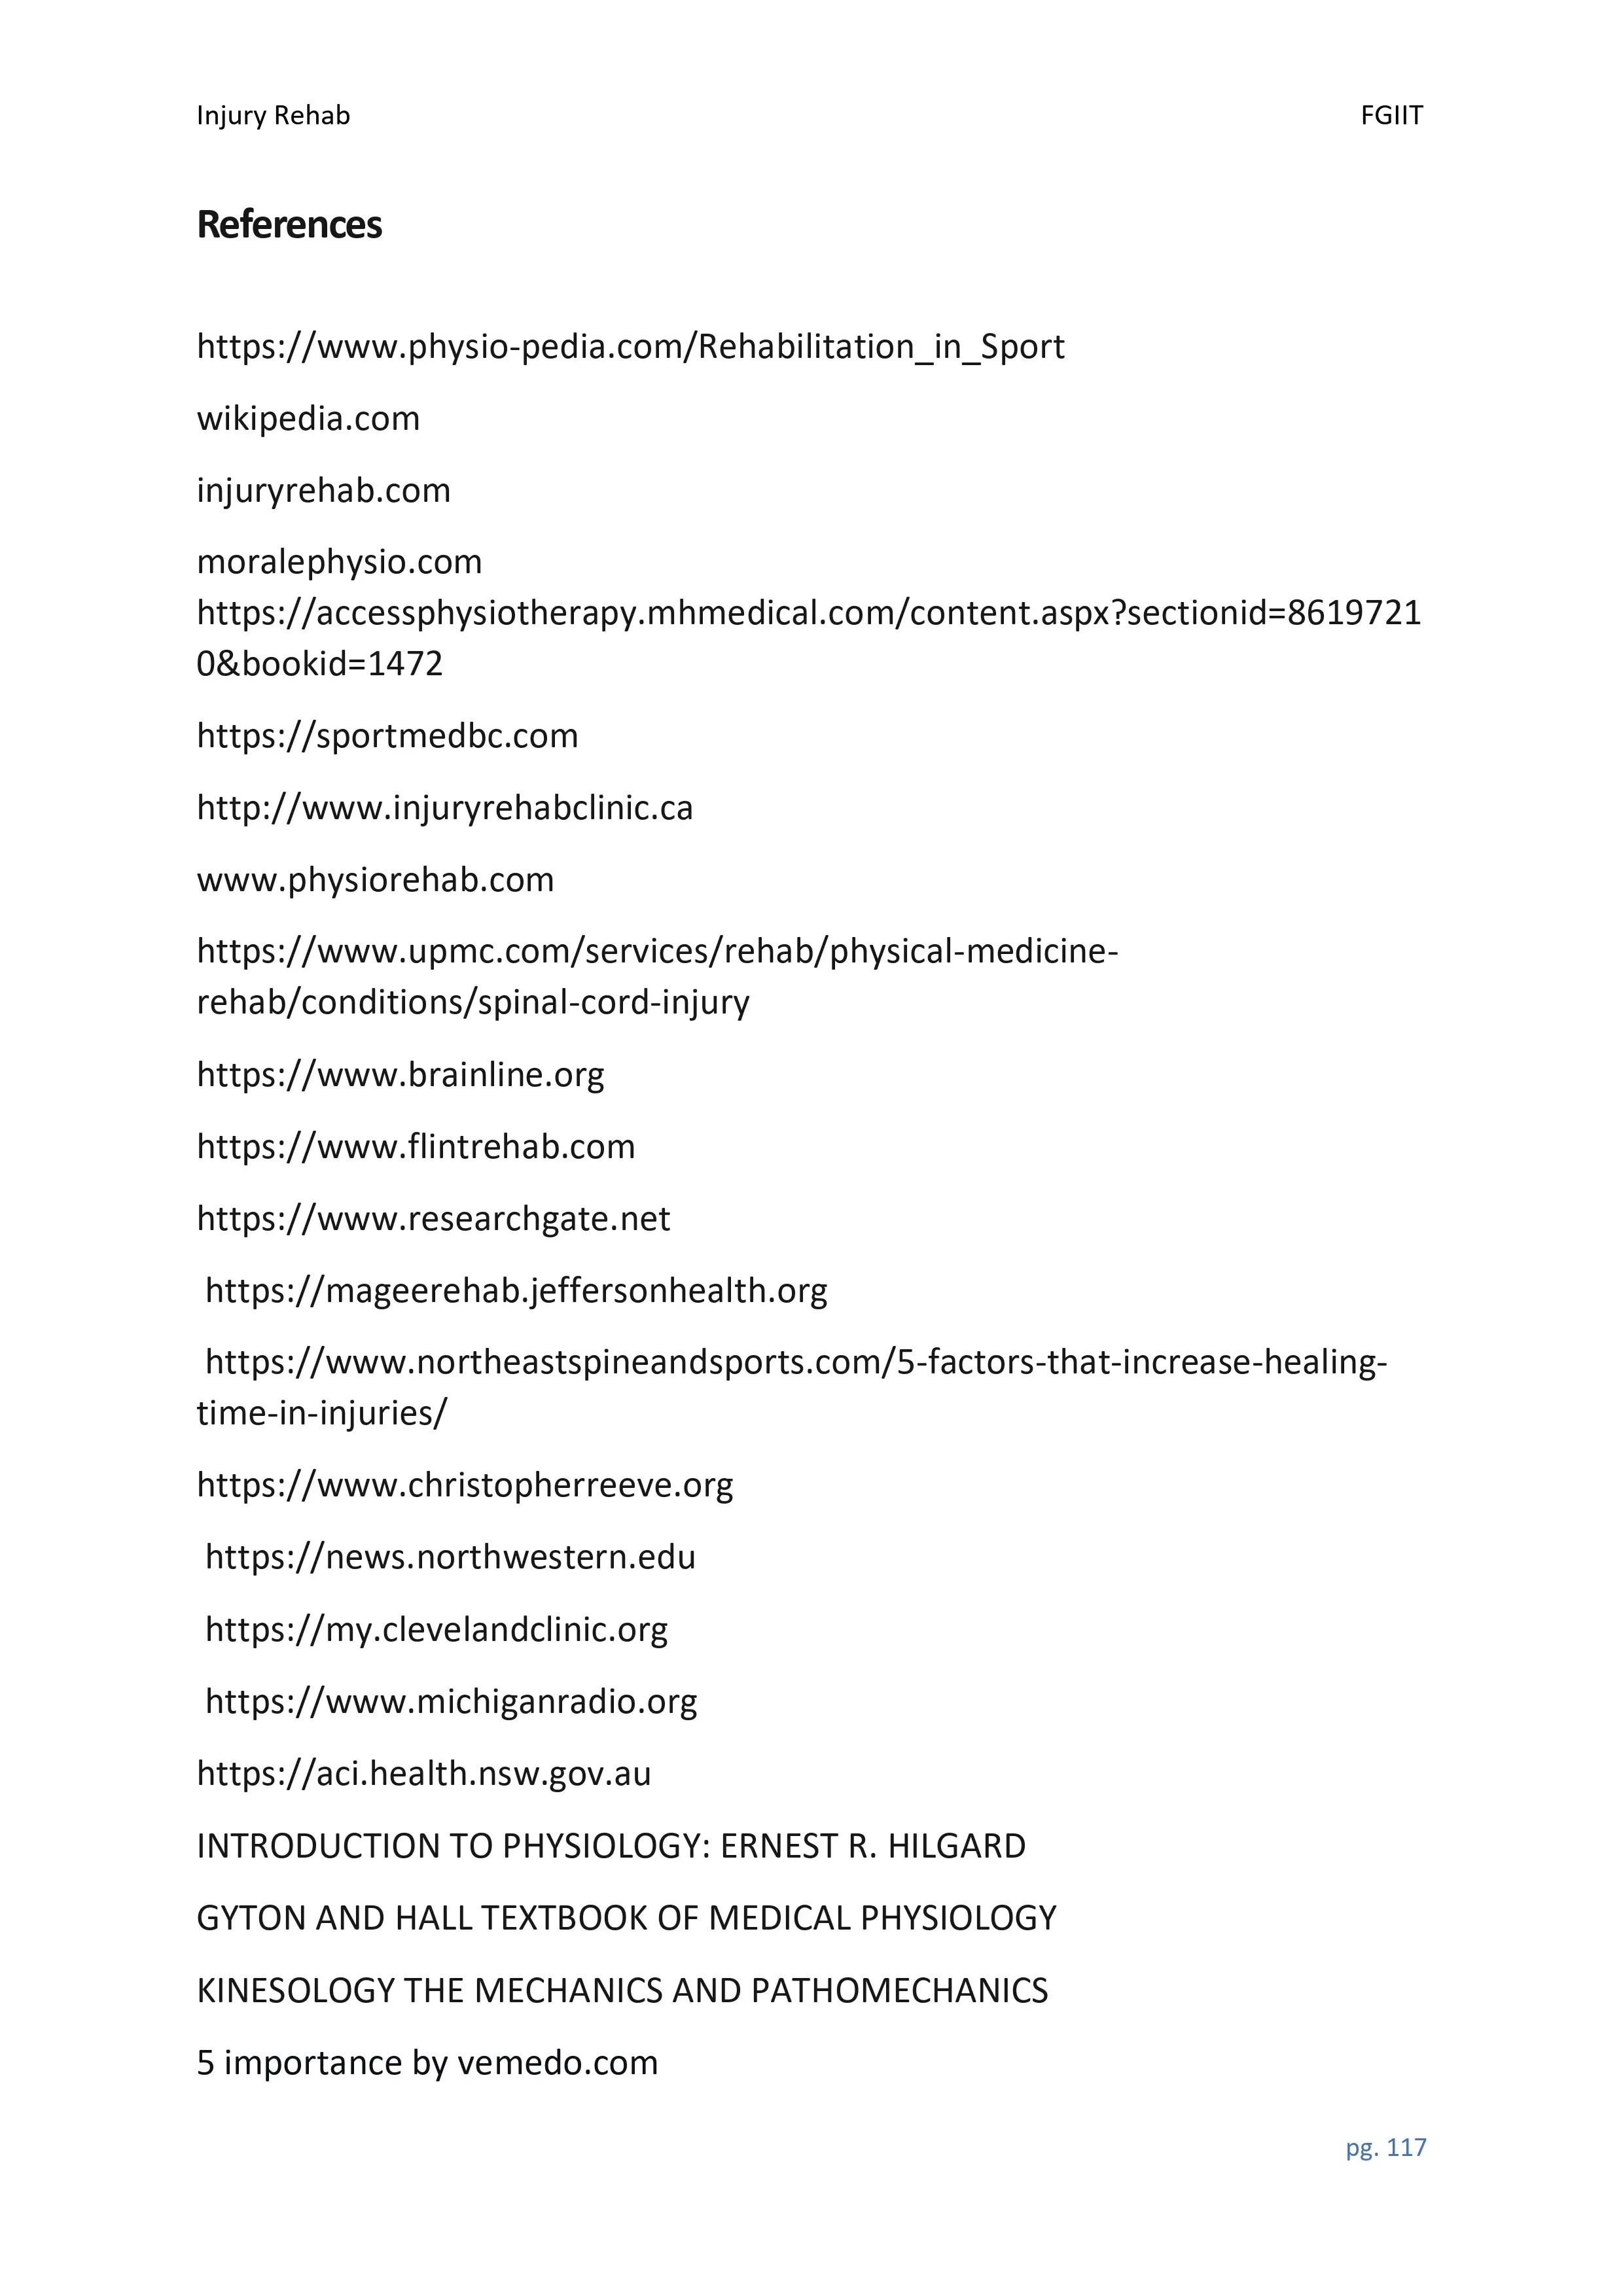 Injury Rehab FGIIT
References
https://www.physio-pedia.com/Rehabilitation_in_Sport
wikipedia.com
injuryrehab.com
moralephysio.com
https://accessphysiotherapy.mhmedical.com/content.aspx?sectionid=8619721
0&bookid=1472
https://sportmedbc.com
http://www.injuryrehabclinic.ca
www.physiorehab.com
https://www.upmc.com/services/rehab/physical-medicine-
rehab/conditions/spinal-cord-injury
https://www.brainline.org
https://www.flintrehab.com
https://www.researchgate.net
https://mageerehab.jeffersonhealth.org
https://www.northeastspineandsports.com/5-factors-that-increase-healing-
time-in-injuries/
https://www.christopherreeve.org
https://news.northwestern.edu
https://my.clevelandclinic.org
https://www.michiganradio.org
https://aci.health.nsw.gov.au
INTRODUCTION TO PHYSIOLOGY: ERNEST R. HILGARD
GYTON AND HALL TEXTBOOK OF MEDICAL PHYSIOLOGY
KINESOLOGY THE MECHANICS AND PATHOMECHANICS
5 importance by vemedo.com
pg. 117